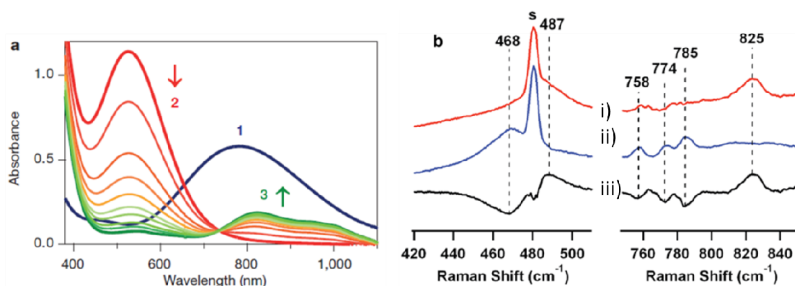 a
1.0
0.5
0.0
Absorbance
400
600
800
1,000
Wavelength (nm)
2
1
3
b
468
s
487
758
774
785
825
i)
ii)
iii)
420
440
460
480
500
760
780
800
820
840
Raman Shift (cm⁻¹)
Raman Shift (cm⁻¹)